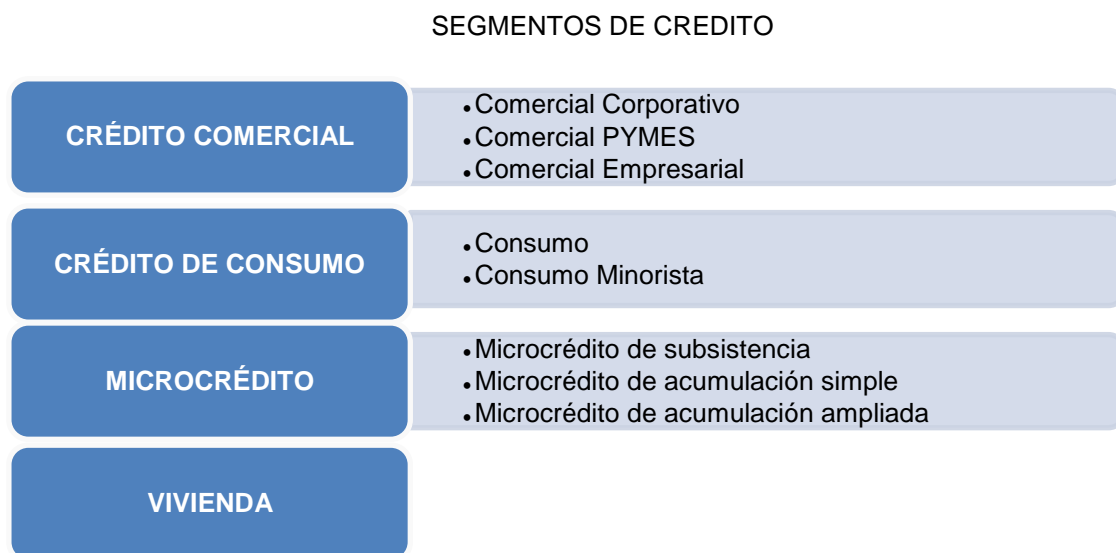 SEGMENTOS DE CREDITO
CRÉDITO COMERCIAL
•Comercial Corporativo
•Comercial PYMES
•Comercial Empresarial
CRÉDITO DE CONSUMO
•Consumo
•Consumo Minorista
MICROCRÉDITO
•Microcrédito de subsistencia
•Microcrédito de acumulación simple
•Microcrédito de acumulación ampliada
VIVIENDA